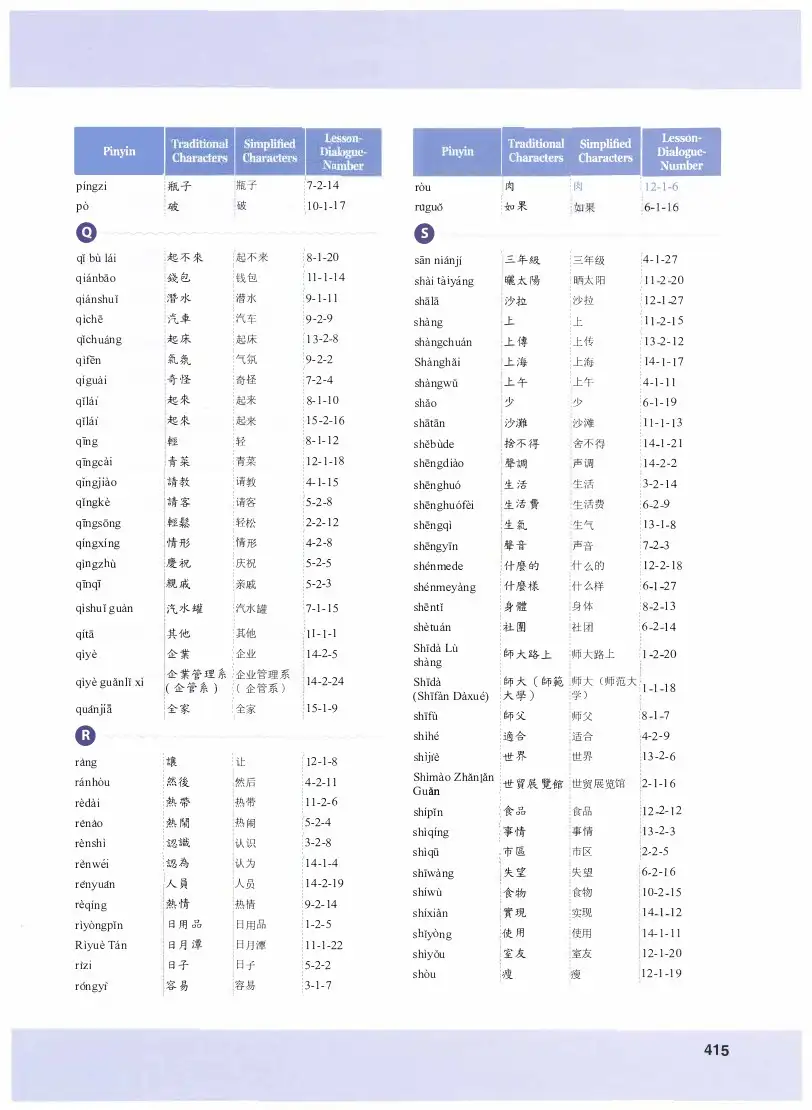 Pinyin Traditional Characters Simplified Characters Lesson-Dialogue-Number
píngzi 瓶子 瓶子 7-2-14
pò 破 破 10-1-17
Q
qǐ bù lái 起不來 起不来 8-1-20
qiánbāo 錢包 钱包 11-1-14
qiánshuǐ 潛水 潜水 9-1-11
qìchē 汽車 汽车 9-2-9
qǐchuáng 起床 起床 13-2-8
qìfēn 氣氛 气氛 9-2-2
qíguài 奇怪 奇怪 7-2-4
qǐlái 起來 起来 8-1-10
qǐlái 起來 起来 15-2-16
qīng 輕 轻 8-1-12
qīngcài 青菜 青菜 12-1-18
qǐngjiào 請教 请教 4-1-15
qǐngkè 請客 请客 5-2-8
qīngsōng 輕鬆 轻松 2-2-12
qíngxíng 情形 情形 4-2-8
qìngzhù 慶祝 庆祝 5-2-5
qīnqī 親戚 亲戚 5-2-3
qìshuǐ guàn 汽水罐 汽水罐 7-1-15
qítā 其他 其他 11-1-1
qìyè 企業 企业 14-2-5
qìyè guǎnlǐ xì 企業管理系 (企管系) 企业管理系 (企管系) 14-2-24
quánjiā 全家 全家 15-1-9
R
ràng 讓 让 12-1-8
ránhòu 然後 然后 4-2-11
rèdài 熱帶 热带 11-2-6
rènào 熱鬧 热闹 5-2-4
rènshì 認識 认识 3-2-8
rènwéi 認為 认为 14-1-4
rényuán 人員 人员 14-2-19
rèqíng 熱情 热情 9-2-14
rìyòngpǐn 日用品 日用品 1-2-5
Rìyuè Tán 日月潭 日月潭 11-1-22
rìzi 日子 日子 5-2-2
róngyì 容易 容易 3-1-7
Pinyin Traditional Characters Simplified Characters Lesson-Dialogue-Number
ròu 肉 肉 12-1-6
rúguǒ 如果 如果 6-1-16
S
sān niánjí 三年級 三年级 4-1-27
shài tàiyáng 曬太陽 晒太阳 11-2-20
shālā 沙拉 沙拉 12-1-27
shàng 上 上 11-2-15
shàngchuán 上傳 上传 13-2-12
Shànghǎi 上海 上海 14-1-17
shàngwǔ 上午 上午 4-1-11
shǎo 少 少 6-1-19
shātān 沙灘 沙滩 11-1-13
shěbùde 捨不得 舍不得 14-1-21
shēngdiào 聲調 声调 14-2-2
shēnghuó 生活 生活 3-2-14
shēnghuófèi 生活費 生活费 6-2-9
shēngqì 生氣 生气 13-1-8
shēngyīn 聲音 声音 7-2-3
shénmede 什麼的 什么的 12-2-18
shénmeyàng 什麼樣 什么样 6-1-27
shēntǐ 身體 身体 8-2-13
shètuán 社團 社团 6-2-14
Shīdà Lù
shàng 師大路上 师大路上 1-2-20
Shīdà
(Shīfàn Dàxué) 師大 (師範大學) 师大 (师范大学) 1-1-18
shīfù 師父 师父 8-1-7
shìhé 適合 适合 4-2-9
shìjiè 世界 世界 13-2-6
Shìmào Zhǎnlǎn
Guǎn 世貿展覽館 世贸展览馆 2-1-16
shípǐn 食品 食品 12-2-12
shìqíng 事情 事情 13-2-3
shìqū 市區 市区 2-2-5
shīwàng 失望 失望 6-2-16
shíwù 食物 食物 10-2-15
shíxiàn 實現 实现 14-1-12
shǐyòng 使用 使用 14-1-11
shìyǒu 室友 室友 12-1-20
shòu 瘦 瘦 12-1-19
415